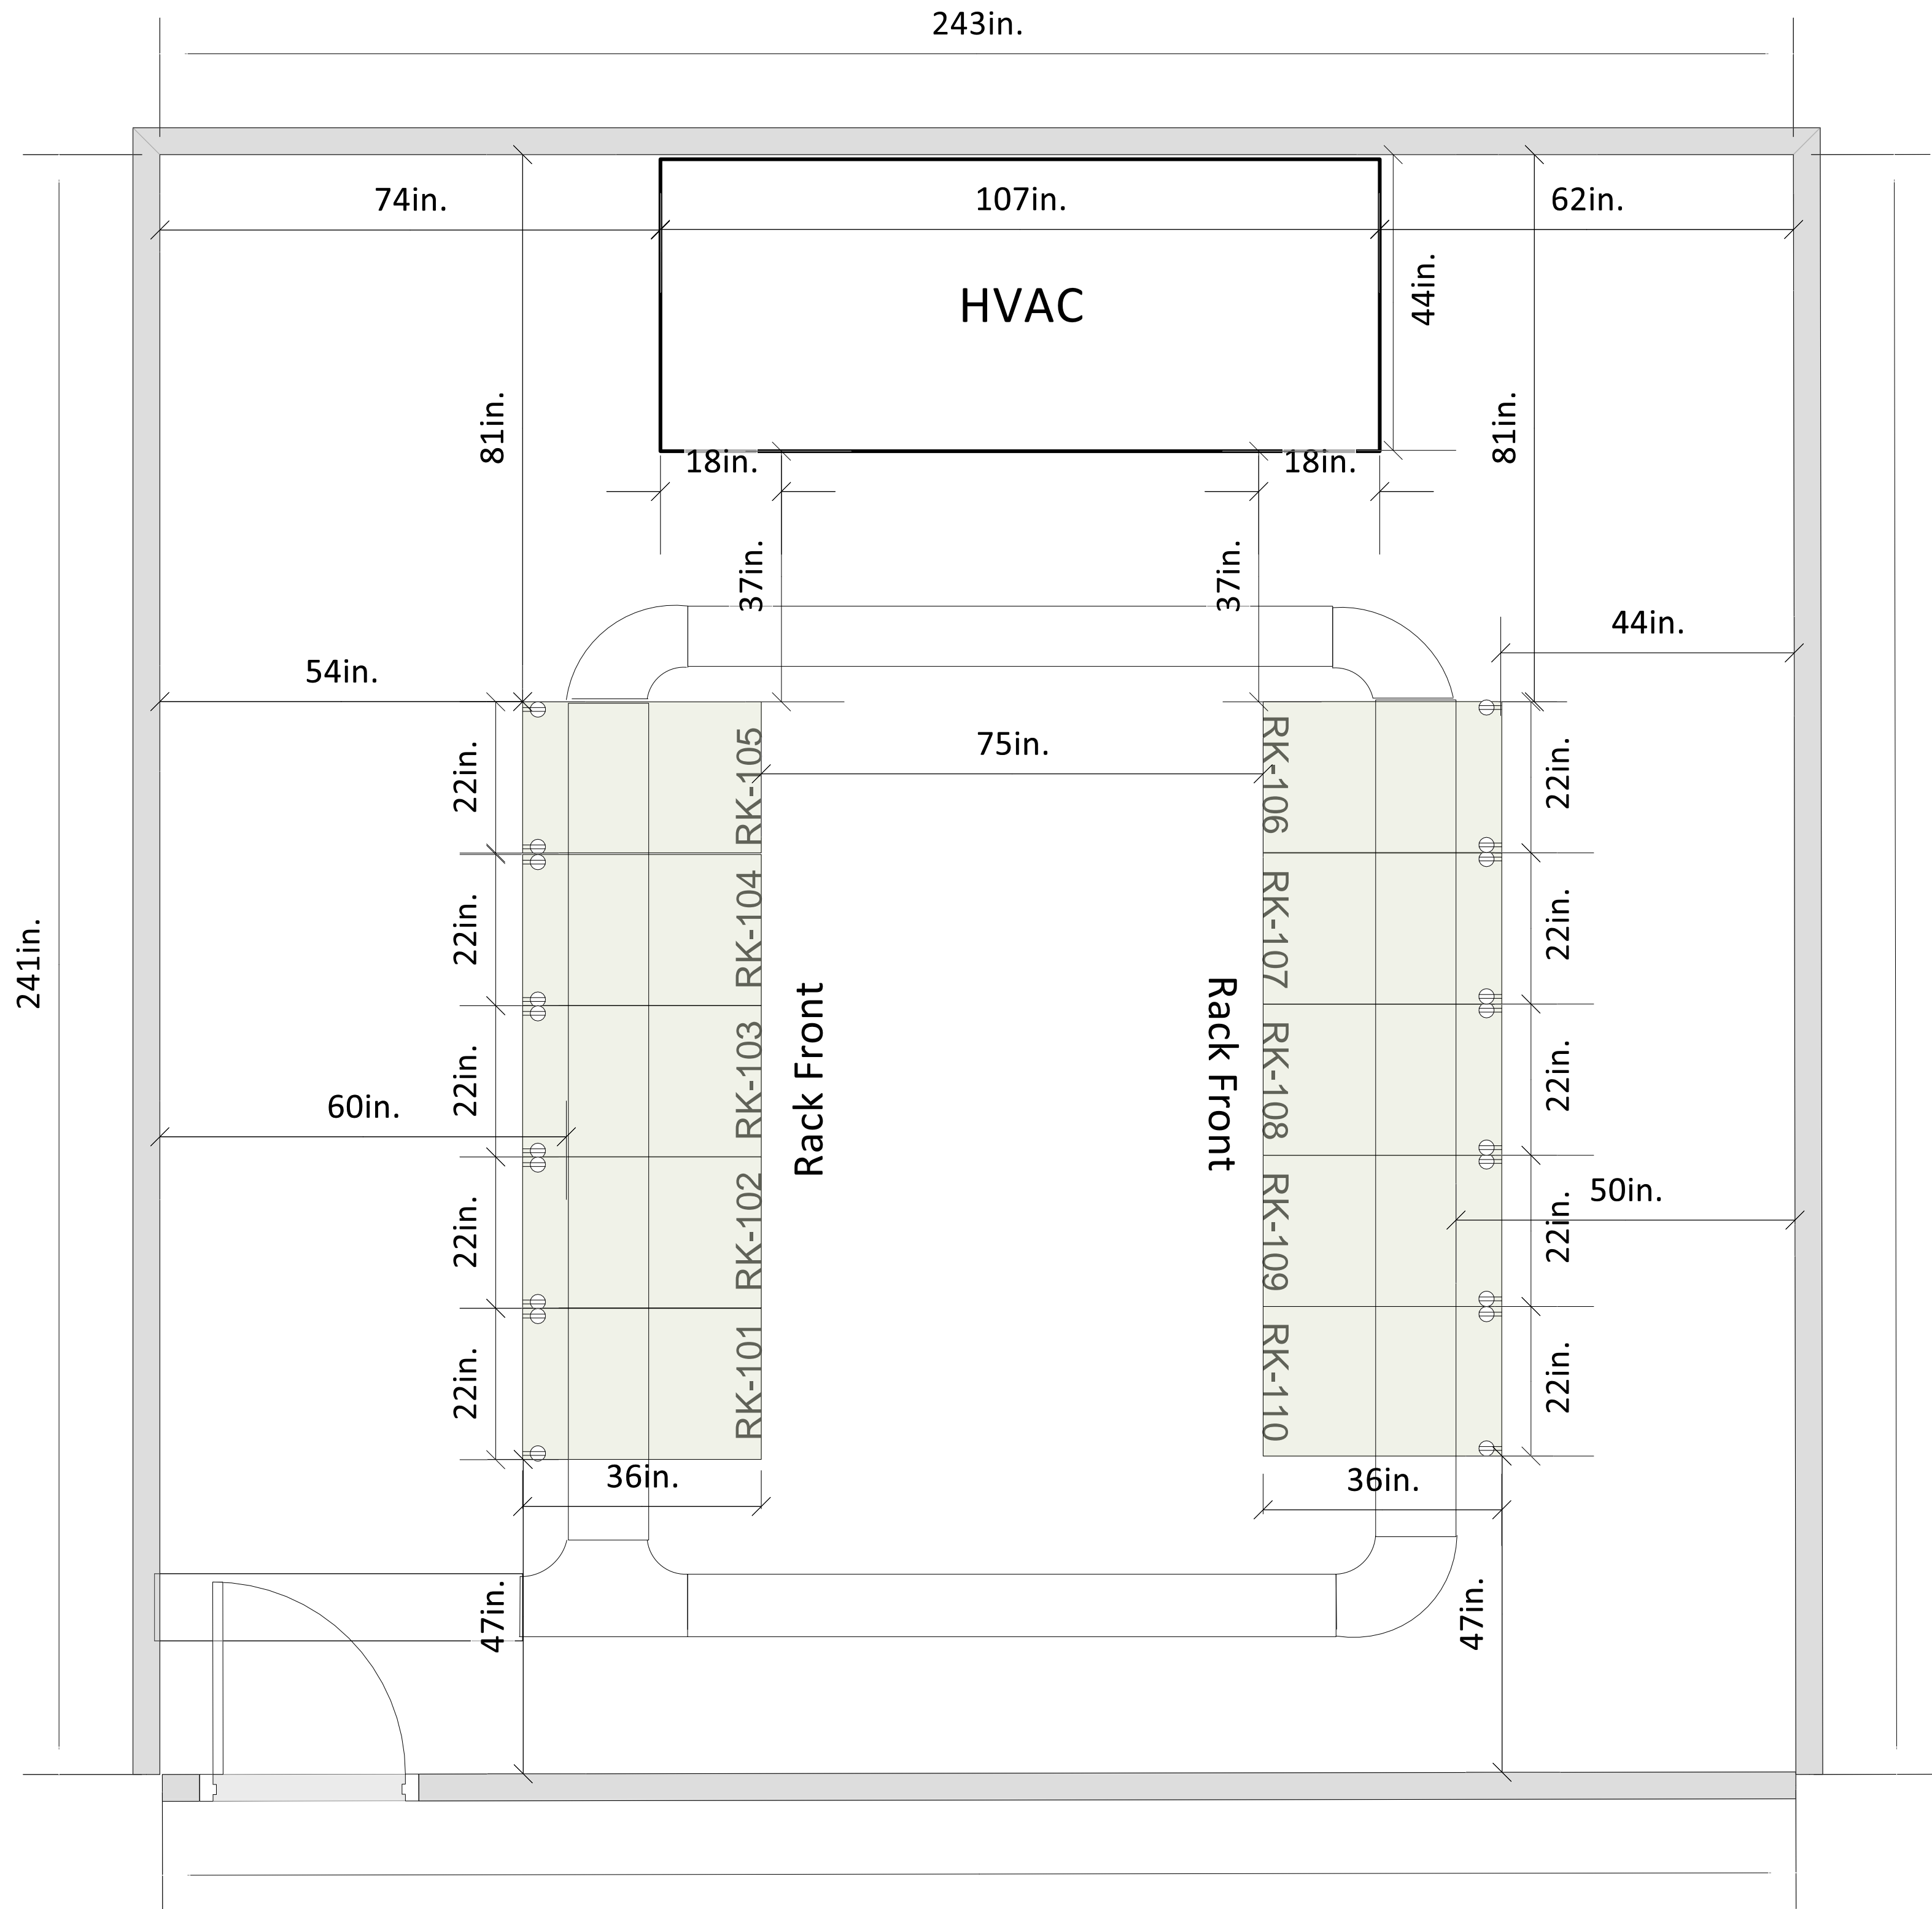 243in.
74in.
107in.
62in.
HVAC
44in.
81in.
81in.
18in.
18in.
37in.
37in.
44in.
54in.
75in.
22in.
RK-105
RK-106
22in.
22in.
RK-104
RK-107
22in.
241in.
22in.
RK-103
RK-108
22in.
Rack Front
Rack Front
60in.
50in.
22in.
RK-102
RK-109
22in.
22in.
RK-101
RK-110
22in.
36in.
36in.
47in.
47in.